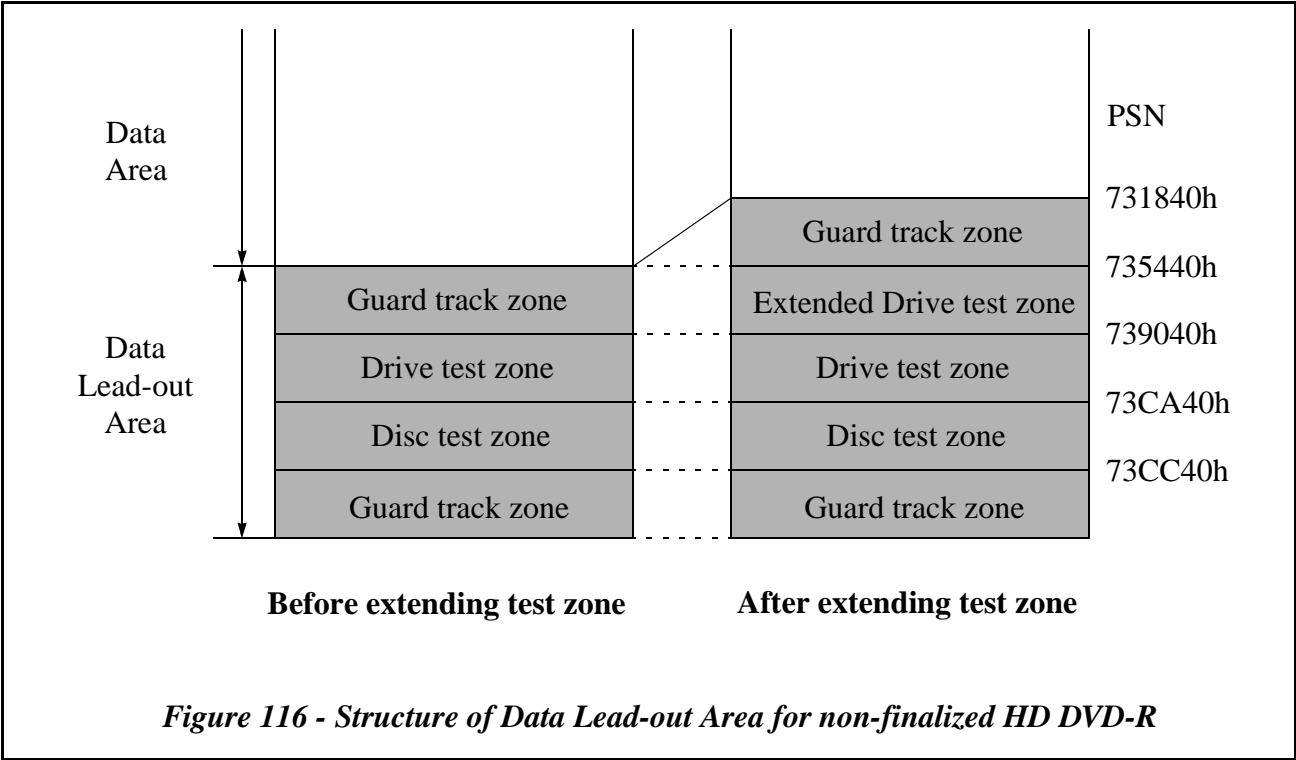 Data
Area
PSN
731840h
Guard track zone
735440h
Guard track zone
Extended Drive test zone
739040h
Data
Lead-out
Area
Drive test zone
Drive test zone
73CA40h
Disc test zone
Disc test zone
73CC40h
Guard track zone
Guard track zone
Before extending test zone
After extending test zone
Figure 116 - Structure of Data Lead-out Area for non-finalized HD DVD-R